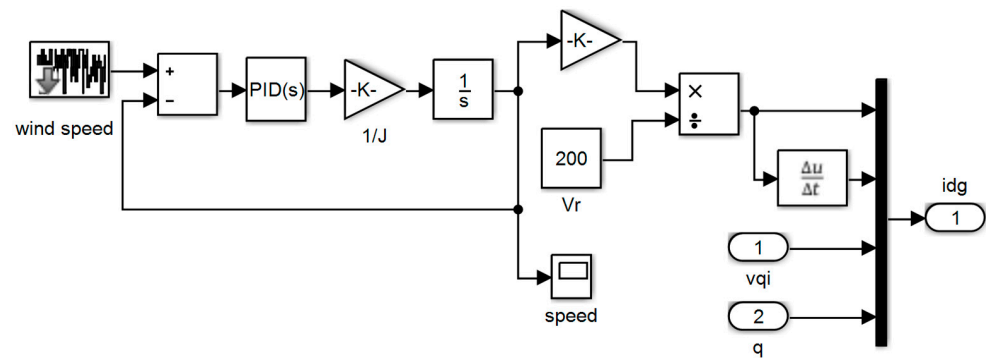 wind speed
+
−
PID(s)
-K-
1/J
1
s
-K-
200
Vr
×
÷
Δu
Δt
speed
1
vqi
2
q
idg
1